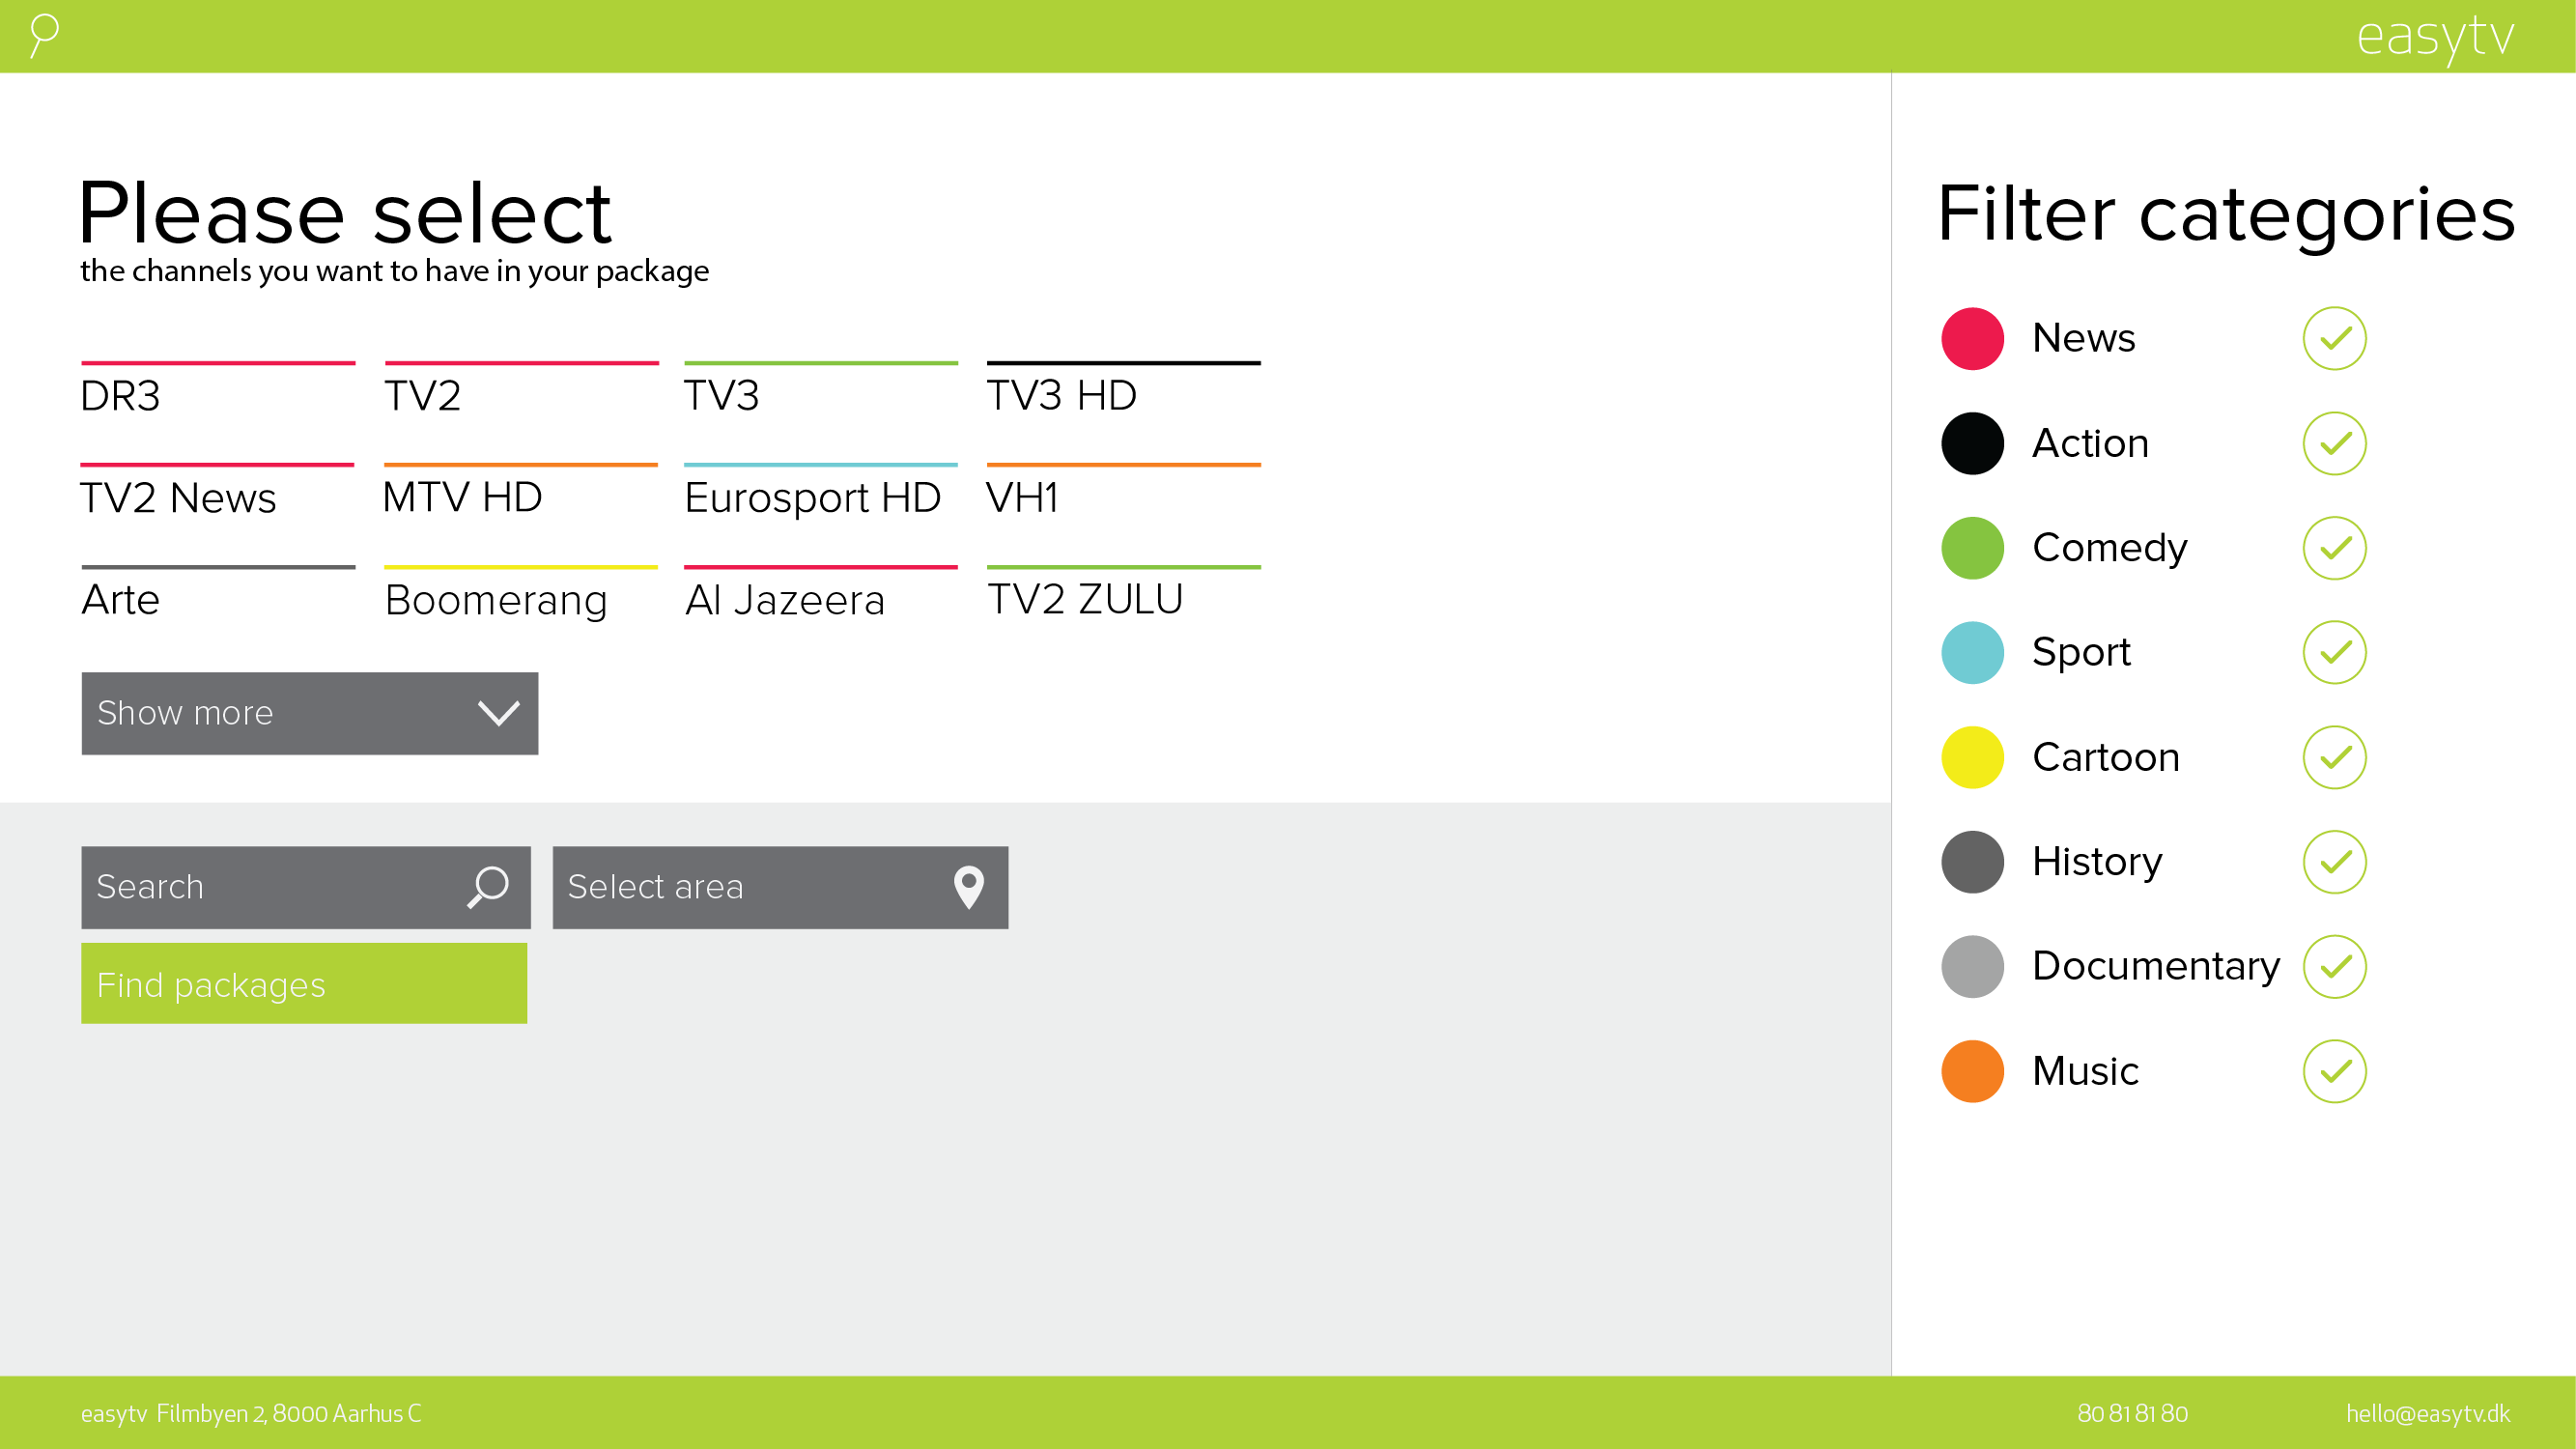 easytv
Please select
the channels you want to have in your package
DR3
TV2
TV3
TV3 HD
TV2 News
MTV HD
Eurosport HD
VH1
Arte
Boomerang
Al Jazeera
TV2 ZULU
Show more
Search
Select area
Find packages
Filter categories
News
Action
Comedy
Sport
Cartoon
History
Documentary
Music
easytv Filmbyen 2, 8000 Aarhus C
80 81 81 80
hello@easytv.dk